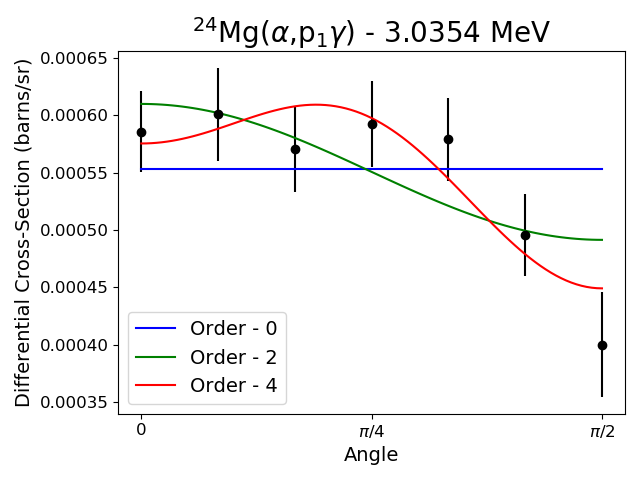 ²⁴Mg(α,p₁γ) - 3.0354 MeV
Differential Cross-Section (barns/sr)
0.00065
0.00060
0.00055
0.00050
0.00045
0.00040
0.00035
Order - 0
Order - 2
Order - 4
0 π/4 π/2
Angle